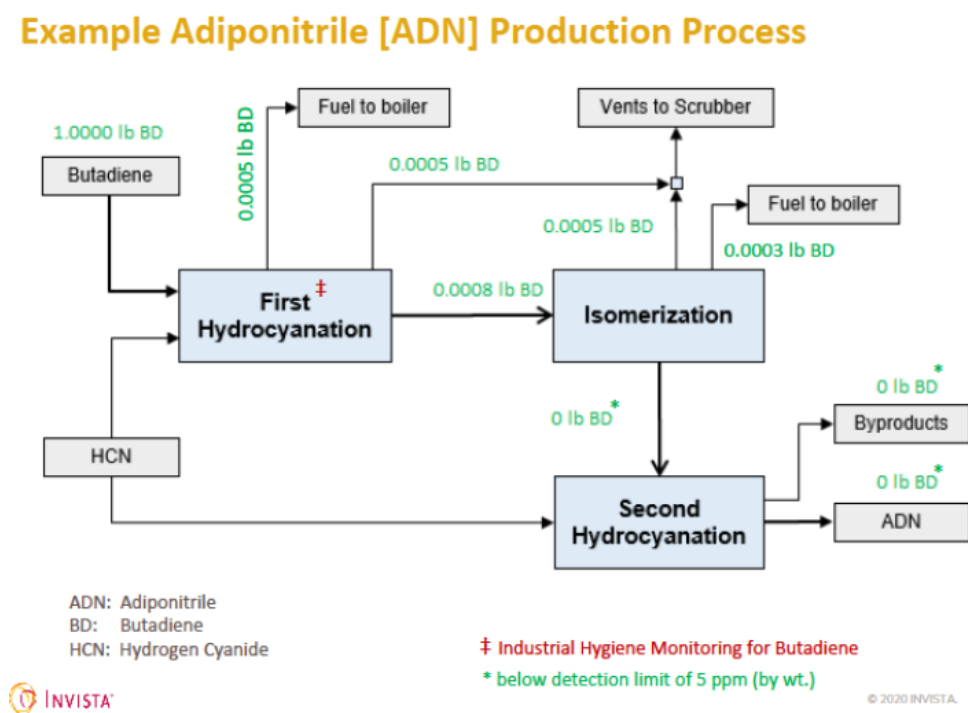 Example Adiponitrile [ADN] Production Process
1.0000 lb BD
Butadiene
0.0005 lb BD
Fuel to boiler
0.0005 lb BD
Vents to Scrubber
0.0005 lb BD
Fuel to boiler
0.0003 lb BD
First ‡
Hydrocyanation
0.0008 lb BD
Isomerization
0 lb BD*
0 lb BD*
Byproducts
HCN
Second
Hydrocyanation
0 lb BD*
ADN
ADN: Adiponitrile
BD: Butadiene
HCN: Hydrogen Cyanide
‡ Industrial Hygiene Monitoring for Butadiene
* below detection limit of 5 ppm (by wt.)
INVISTA
© 2020 INVISTA.